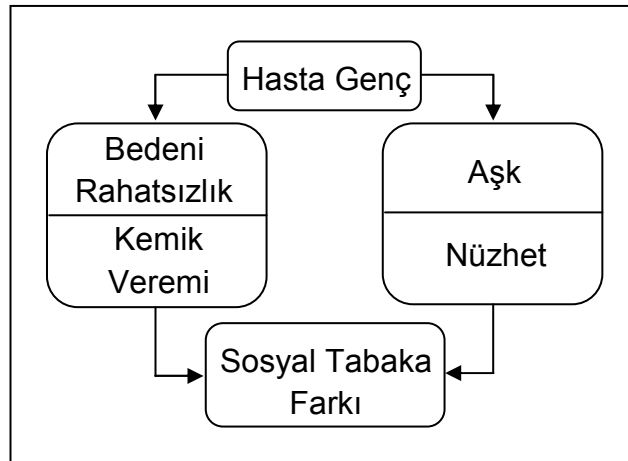 Hasta Genç
Bedeni
Rahatsızlık
Kemik
Veremi
Aşk
Nüzhet
Sosyal Tabaka
Farkı